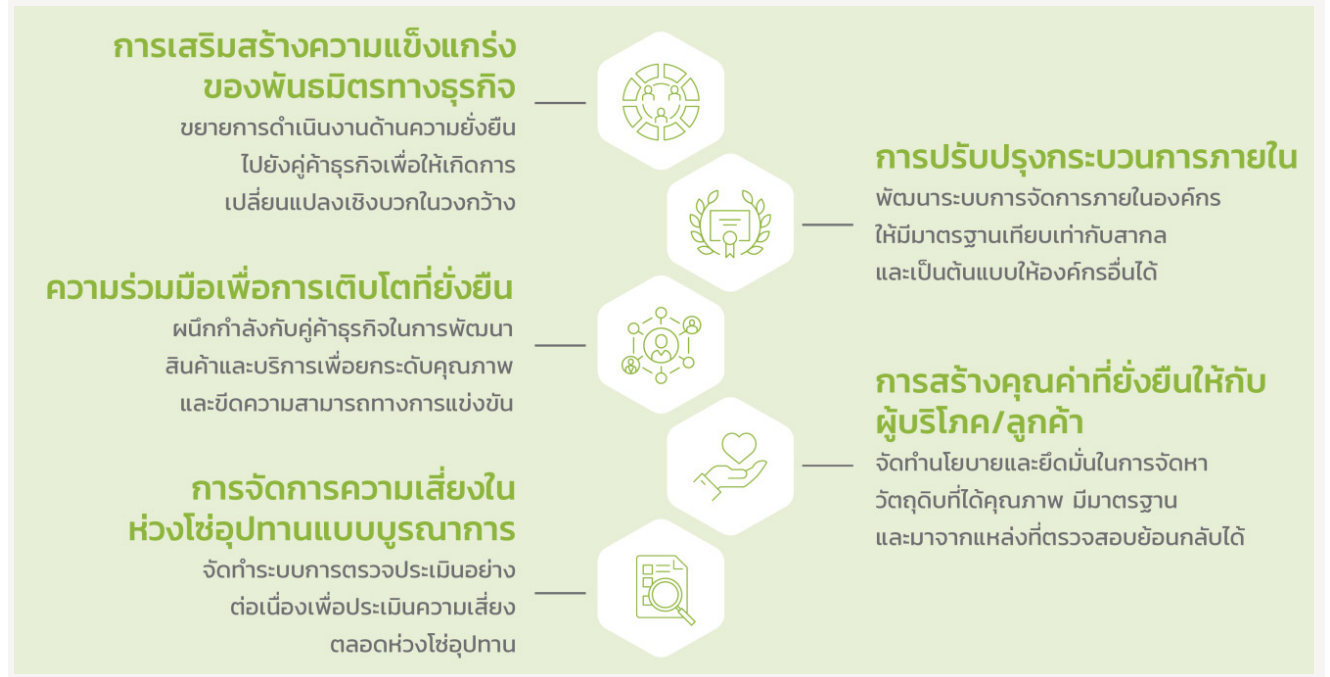 การเสริมสร้างความแข็งแกร่ง
ของพันธมิตรทางธุรกิจ
ขยายการดำเนินงานด้านความยั่งยืน
ไปยังคู่ค้าธุรกิจเพื่อให้เกิดการ
เปลี่ยนแปลงเชิงบวกในวงกว้าง
การปรับปรุงกระบวนการภายใน
พัฒนาระบบการจัดการภายในองค์กร
ให้มีมาตรฐานเทียบเท่ากับสากล
และเป็นต้นแบบให้องค์กรอื่นได้
ความร่วมมือเพื่อการเติบโตที่ยั่งยืน
ผนึกกำลังกับคู่ค้าธุรกิจในการพัฒนา
สินค้าและบริการเพื่อยกระดับคุณภาพ
และขีดความสามารถทางการแข่งขัน
การสร้างคุณค่าที่ยั่งยืนให้กับ
ผู้บริโภค/ลูกค้า
จัดทำนโยบายและยึดมั่นในการจัดหา
วัตถุดิบที่ได้คุณภาพ มีมาตรฐาน
และมาจากแหล่งที่ตรวจสอบย้อนกลับได้
การจัดการความเสี่ยงใน
ห่วงโซ่อุปทานแบบบูรณาการ
จัดทำระบบการตรวจประเมินอย่าง
ต่อเนื่องเพื่อประเมินความเสี่ยง
ตลอดห่วงโซ่อุปทาน